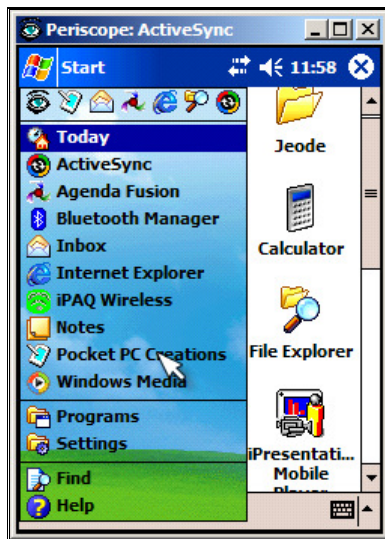 Periscope: ActiveSync
Start 11:58
Today
ActiveSync
Agenda Fusion
Bluetooth Manager
Inbox
Internet Explorer
iPAQ Wireless
Notes
Pocket PC Creations
Windows Media
Programs
Settings
Find
Help
Jeode
Calculator
File Explorer
iPresentati...
Mobile
Player